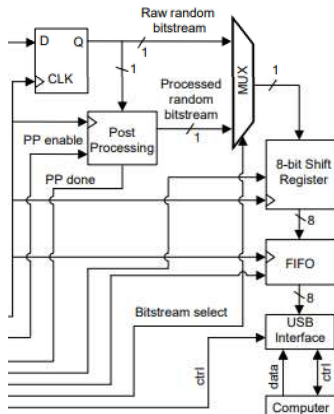 Raw random
bitstream
D
Q
1
1
CLK
Processed
random
bitstream
MUX
1
1
PP enable
Post
Processing
PP done
8-bit Shift
Register
8
FIFO
8
Bitstream select
USB
Interface
ctrl
data
ctrl
Computer